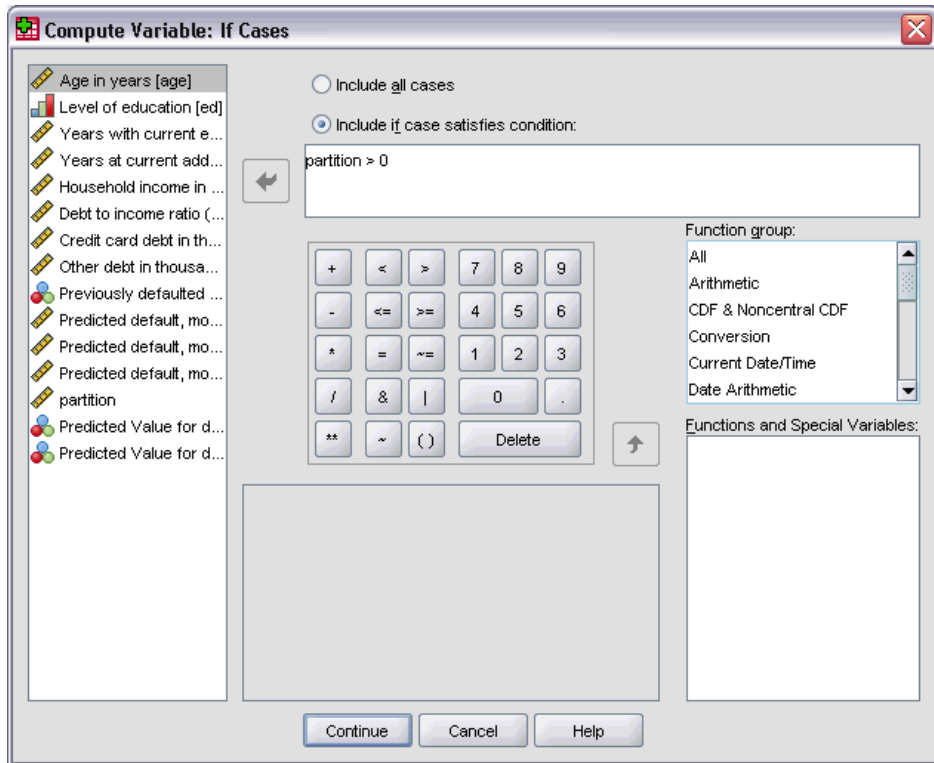 Compute Variable: If Cases
Age in years [age]
Level of education [ed]
Years with current e...
Years at current add...
Household income in ...
Debt to income ratio (...
Credit card debt in th...
Other debt in thousa...
Previously defaulted ...
Predicted default, mo...
Predicted default, mo...
Predicted default, mo...
partition
Predicted Value for d...
Predicted Value for d...
Include all cases
Include if case satisfies condition:
partition > 0
+ < > 7 8 9
- <= >= 4 5 6
* = ~= 1 2 3
/ & | 0 .
** ~ ( ) Delete
Function group:
All
Arithmetic
CDF & Noncentral CDF
Conversion
Current Date/Time
Date Arithmetic
Functions and Special Variables:
Continue Cancel Help